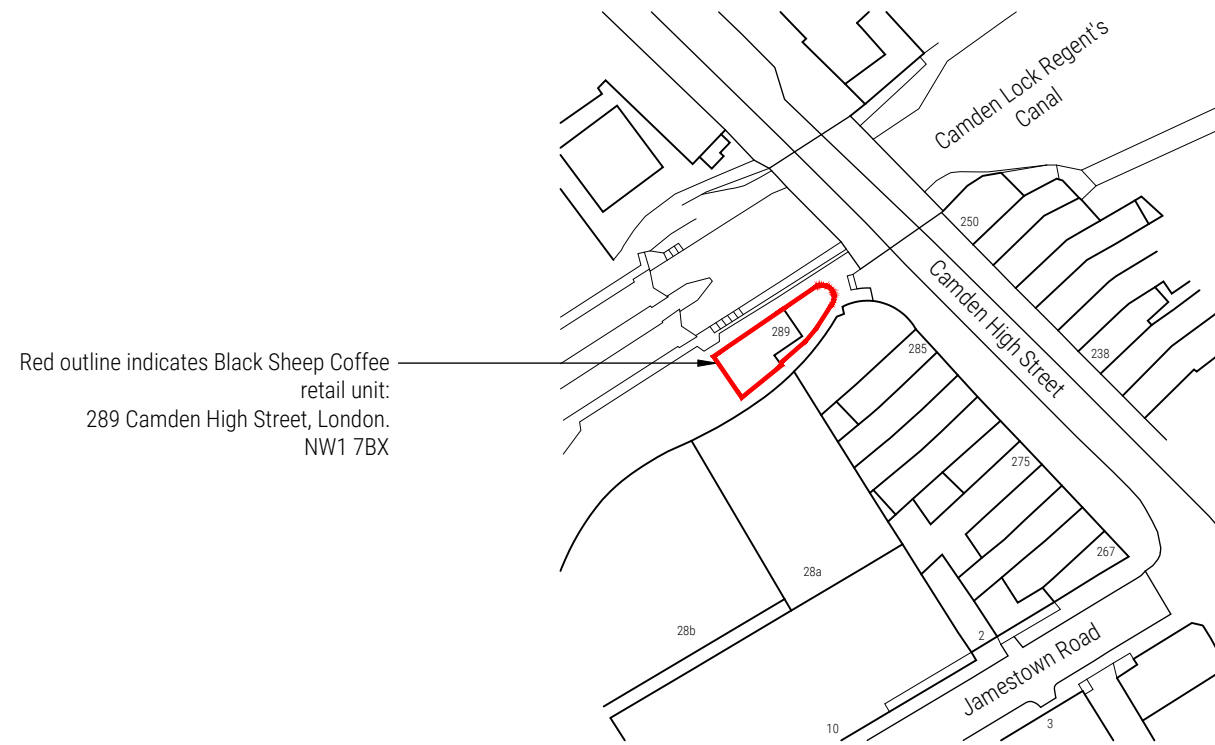 Camden Lock Regent's
Canal
250
Camden High Street
289
285
238
Red outline indicates Black Sheep Coffee
retail unit:
289 Camden High Street, London.
NW1 7BX
275
267
28a
28b
2
Jamestown Road
10
3